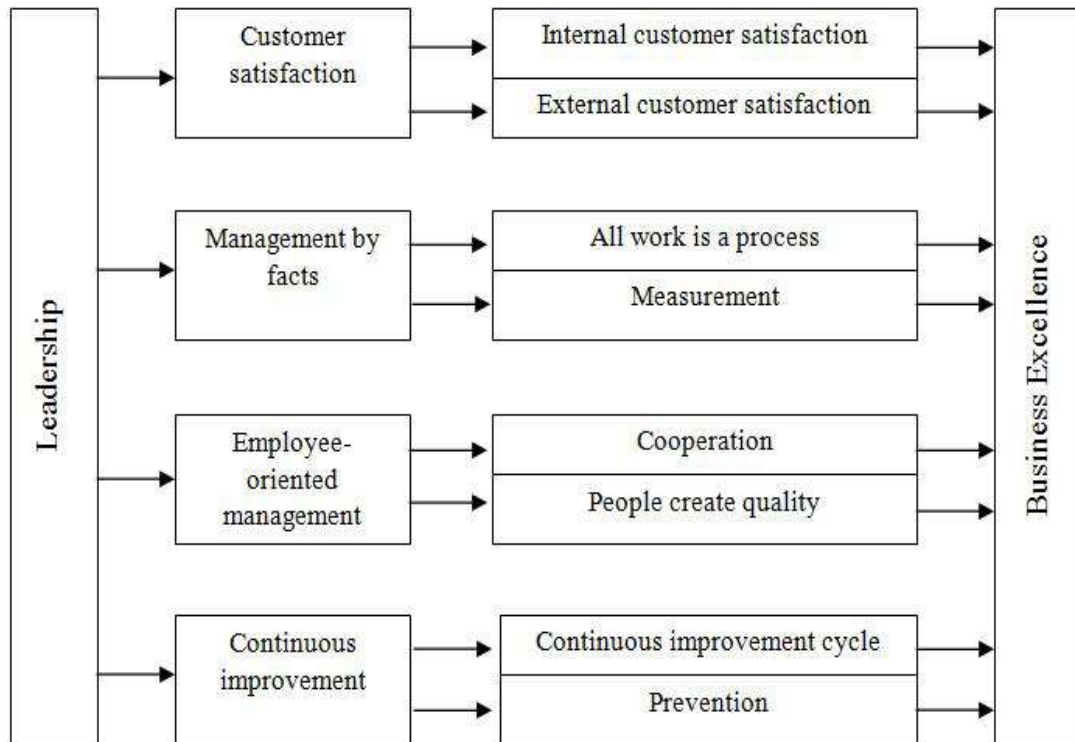 Leadership
Customer
satisfaction
Internal customer satisfaction
External customer satisfaction
Management by
facts
All work is a process
Measurement
Employee-
oriented
management
Cooperation
People create quality
Continuous
improvement
Continuous improvement cycle
Prevention
Business Excellence